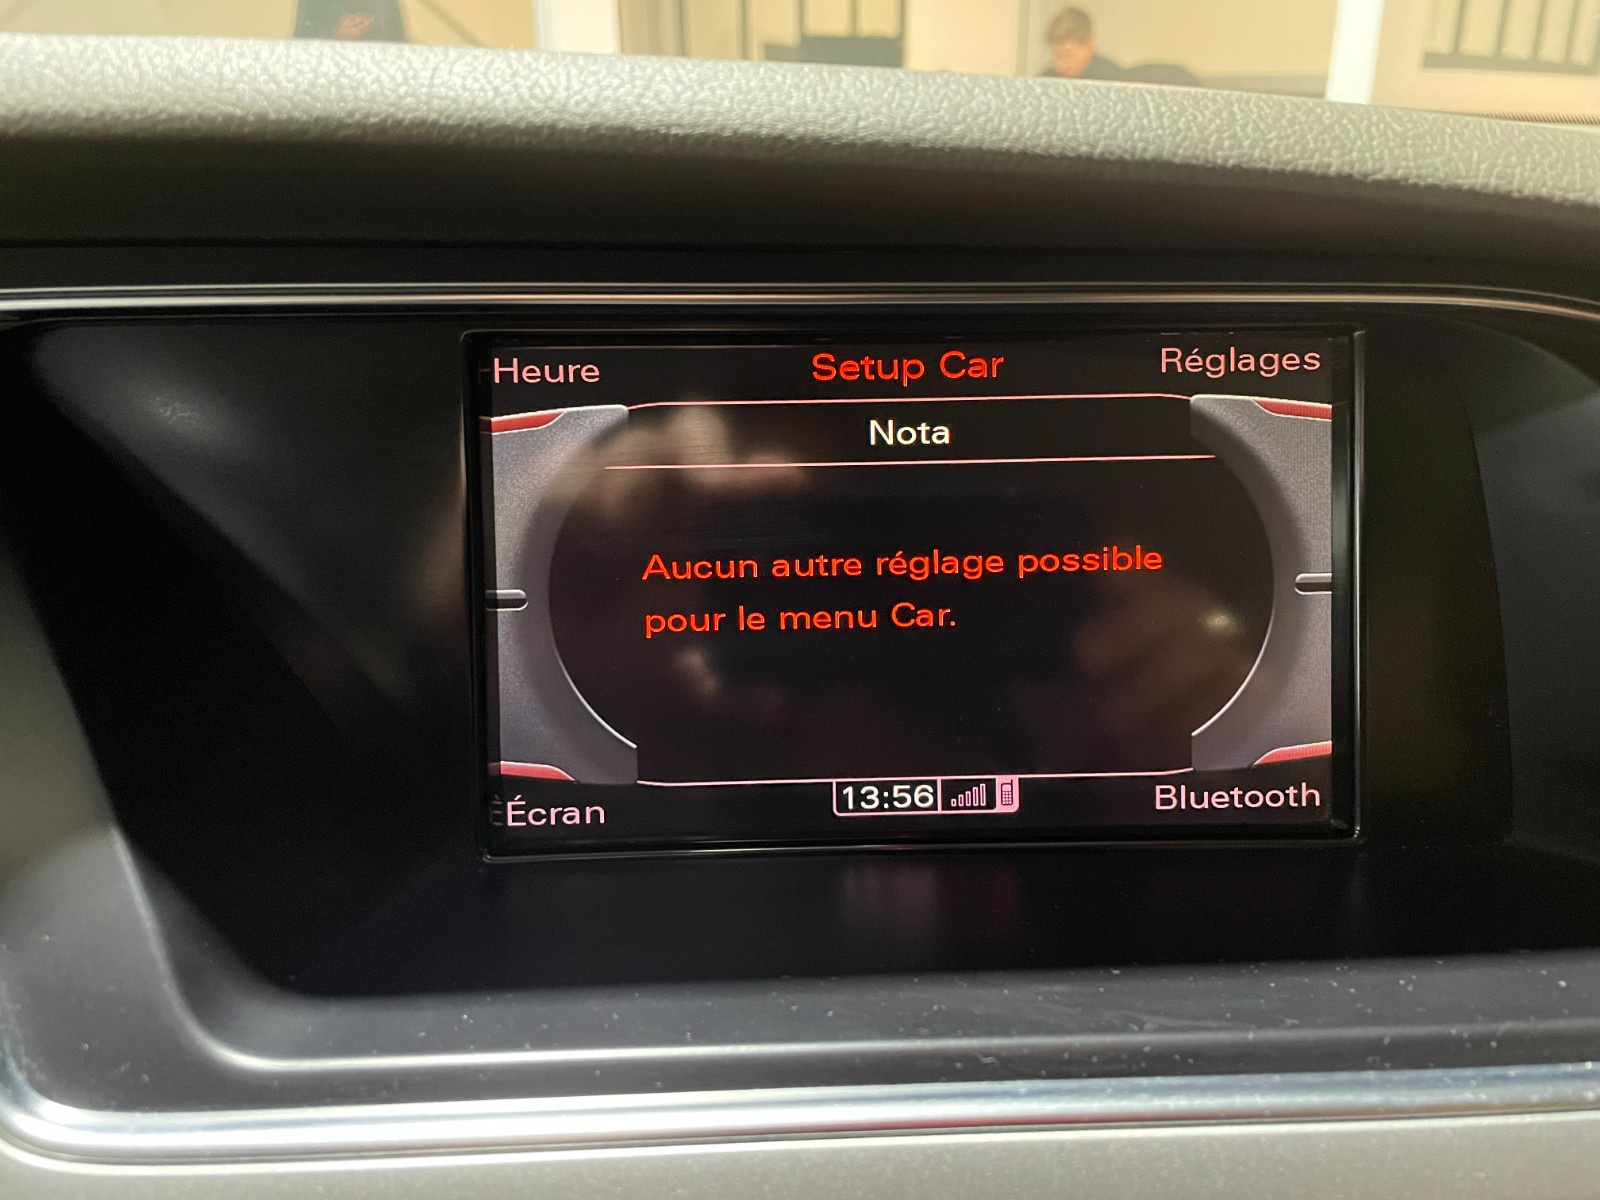 Heure
Setup Car
Réglages
Nota
Aucun autre réglage possible
pour le menu Car.
Écran
13:56
Bluetooth